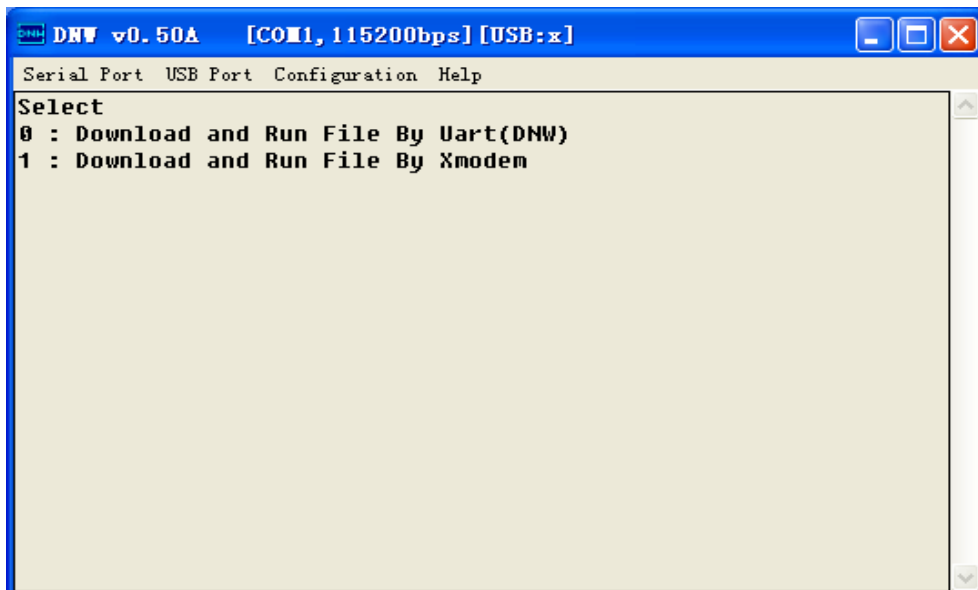 DNW v0.50A [COM1,115200bps][USB:x]
Serial Port USB Port Configuration Help
Select
0 : Download and Run File By Uart(DNW)
1 : Download and Run File By Xmodem